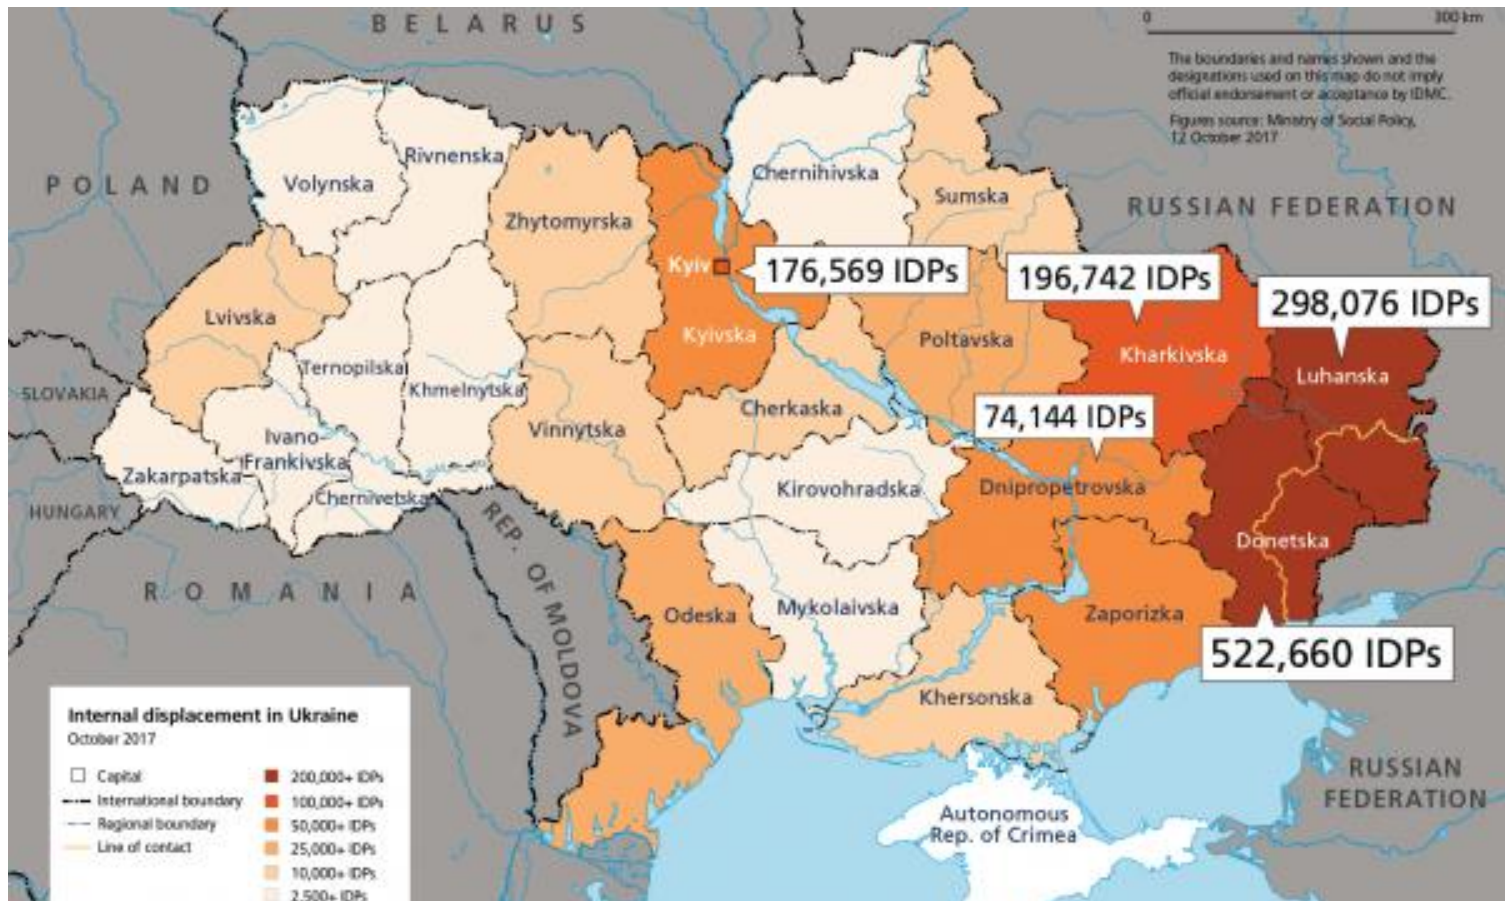 BELARUS
0 300 km
The boundaries and names shown and the
designations used on this map do not imply
official endorsement or acceptance by IDMC.
Figures source: Ministry of Social Policy,
12 October 2017
POLAND
RUSSIAN FEDERATION
Volynska
Rivnenska
Zhytomyrska
Chernihivska
Sumska
Kyiv
176,569 IDPs
196,742 IDPs
298,076 IDPs
Lvivska
Kyivska
Poltavska
Kharkivska
Luhanska
SLOVAKIA
Ternopilska
Khmelnytska
Vinnytska
Cherkaska
74,144 IDPs
Ivano-
Frankivska
Zakarpatska
Chernivetska
Kirovohradska
Dnipropetrovska
Donetska
HUNGARY
ROMANIA
REP. OF MOLDOVA
Odeska
Mykolaivska
Zaporizka
522,660 IDPs
Khersonska
Autonomous
Rep. of Crimea
RUSSIAN
FEDERATION
Internal displacement in Ukraine
October 2017
Capital
International boundary
Regional boundary
Line of contact
200,000+ IDPs
100,000+ IDPs
50,000+ IDPs
25,000+ IDPs
10,000+ IDPs
2,500+ IDPs